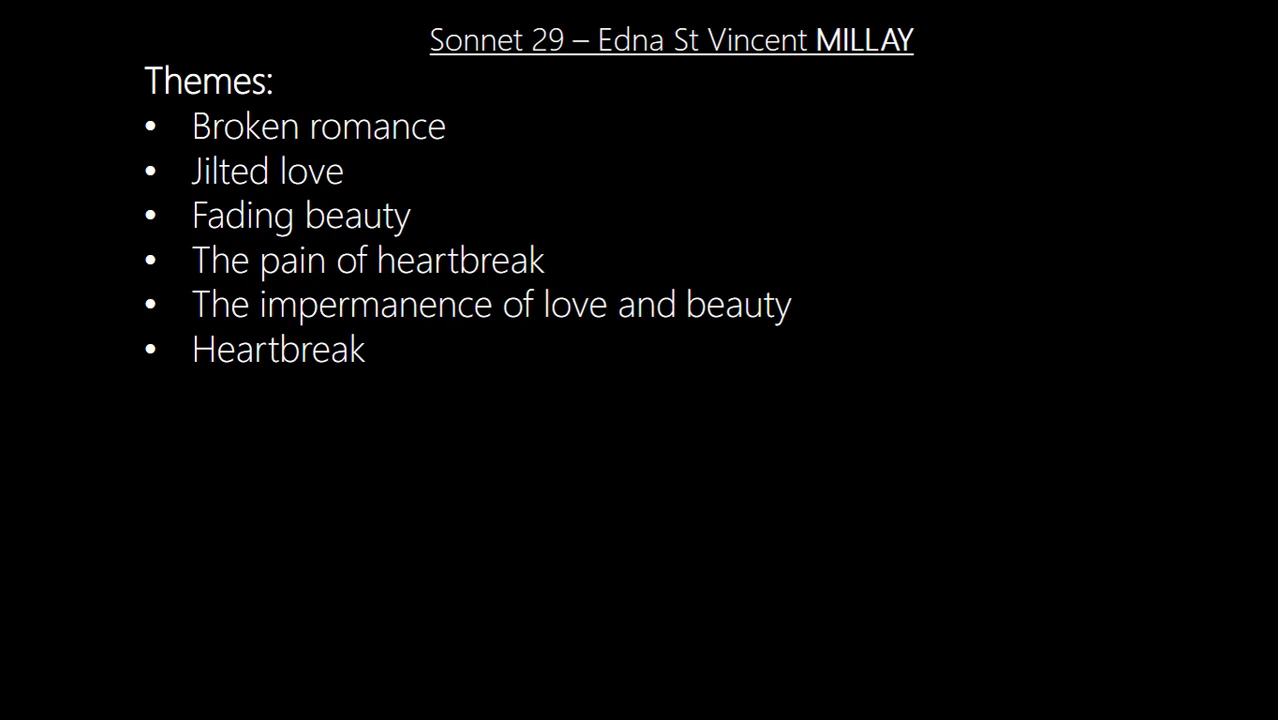 Sonnet 29 – Edna St Vincent MILLAY
Themes:
• Broken romance
• Jilted love
• Fading beauty
• The pain of heartbreak
• The impermanence of love and beauty
• Heartbreak